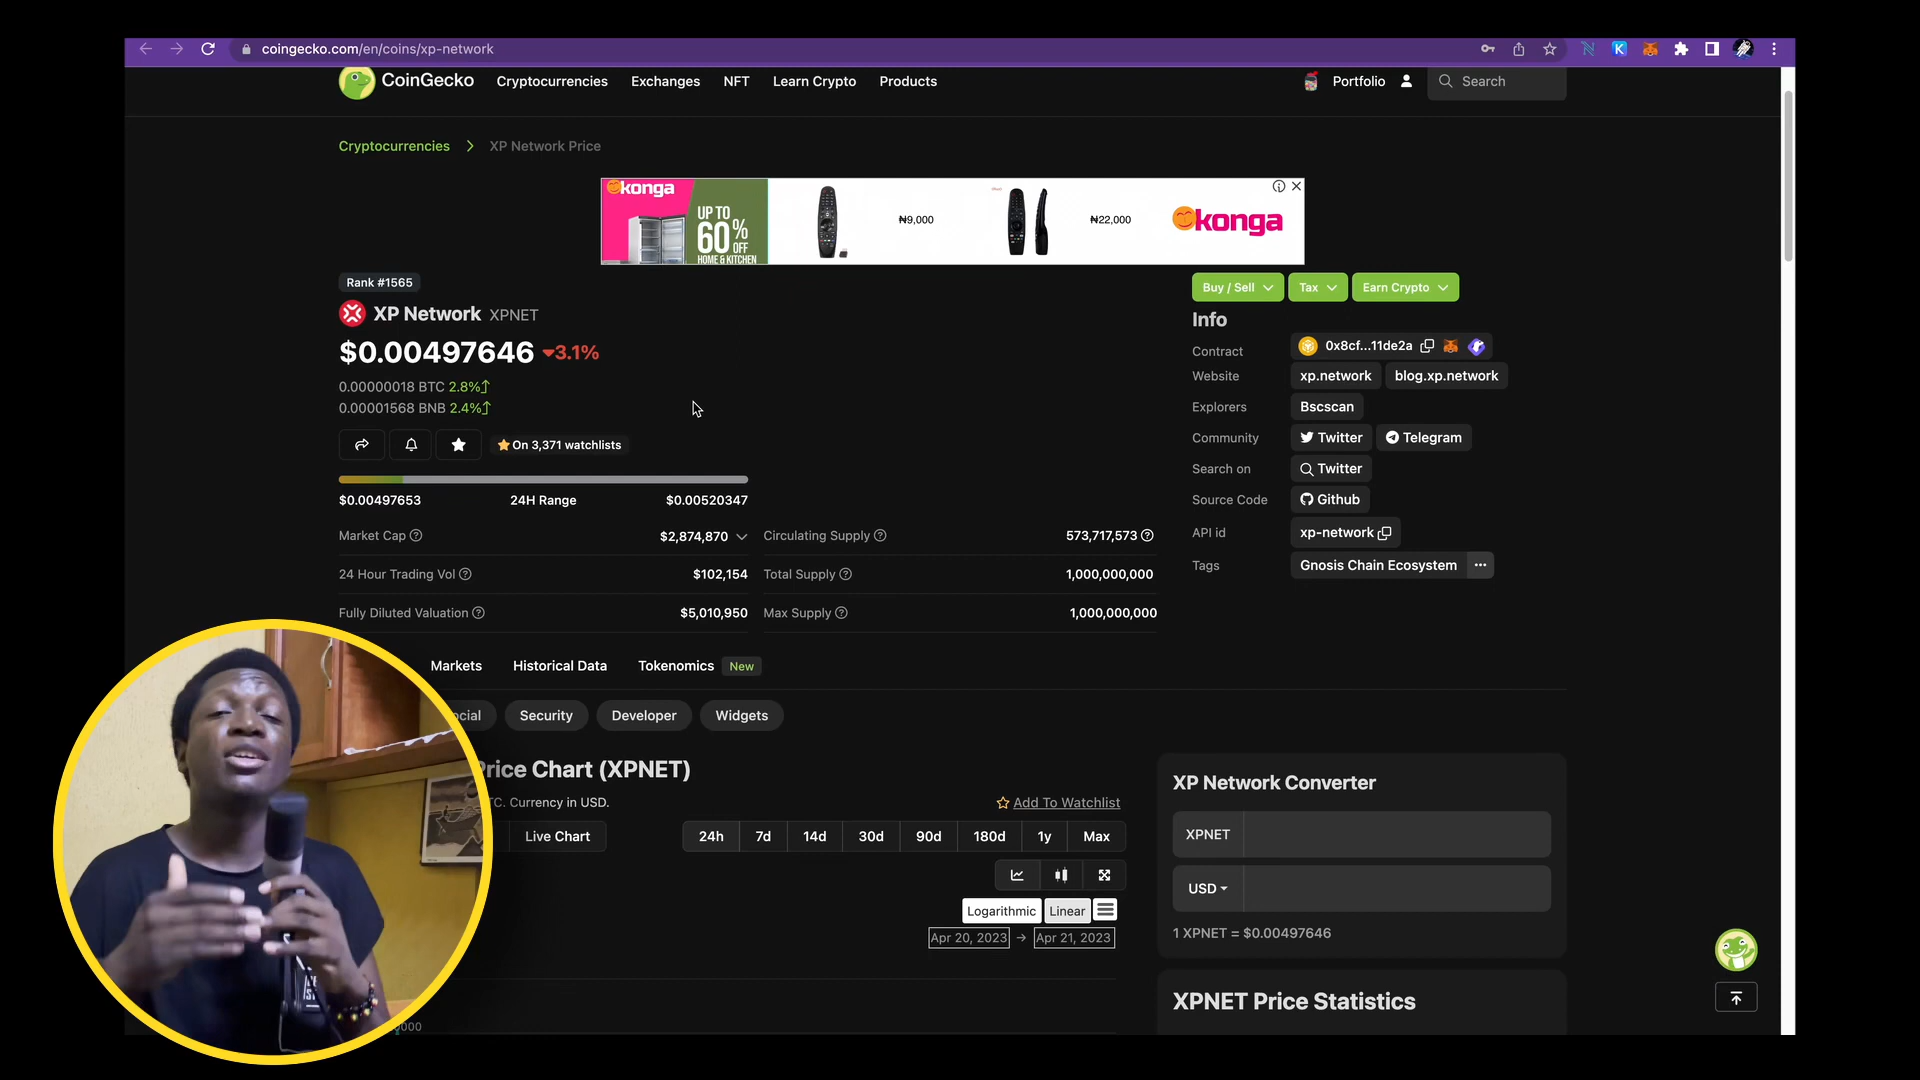 coingecko.com/en/coins/xp-network
CoinGecko Cryptocurrencies Exchanges NFT Learn Crypto Products Portfolio Search
Cryptocurrencies XP Network Price
konga UP TO 60% OFF HOME & KITCHEN ₦9,000 ₦22,000 konga
Rank #1565
XP Network XPNET
$0.00497646 3.1%
0.00000018 BTC 2.8%
0.00001568 BNB 2.4%
On 3,371 watchlists
$0.00497653 24H Range $0.00520347
Market Cap $2,874,870 Circulating Supply 573,717,573
24 Hour Trading Vol $102,154 Total Supply 1,000,000,000
Fully Diluted Valuation $5,010,950 Max Supply 1,000,000,000
Buy / Sell Tax Earn Crypto
Info
Contract 0x8cf...11de2a
Website xp.network blog.xp.network
Explorers Bscscan
Community Twitter Telegram
Search on Twitter
Source Code Github
API id xp-network
Tags Gnosis Chain Ecosystem ...
Markets Historical Data Tokenomics New
ocial Security Developer Widgets
Price Chart (XPNET)
TC. Currency in USD. Add To Watchlist
Live Chart 24h 7d 14d 30d 90d 180d 1y Max
Logarithmic Linear
Apr 20, 2023 → Apr 21, 2023
XP Network Converter
XPNET
USD
1 XPNET = $0.00497646
XPNET Price Statistics